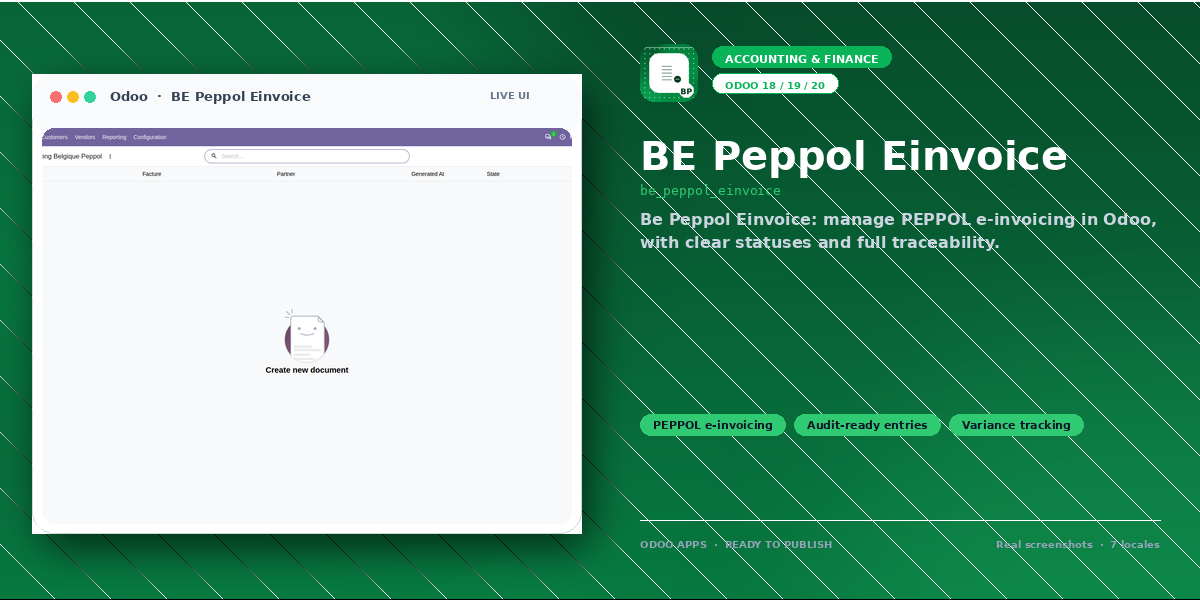 Odoo · BE Peppol Einvoice
LIVE UI
ustomers Vendors Reporting Configuration
ing Belgique Peppol
Search...
Facture Partner Generated At State
Create new document
BP
ACCOUNTING & FINANCE
ODOO 18 / 19 / 20
BE Peppol Einvoice
be_peppol_einvoice
Be Peppol Einvoice: manage PEPPOL e-invoicing in Odoo,
with clear statuses and full traceability.
PEPPOL e-invoicing Audit-ready entries Variance tracking
ODOO APPS · READY TO PUBLISH
Real screenshots · 7 locales